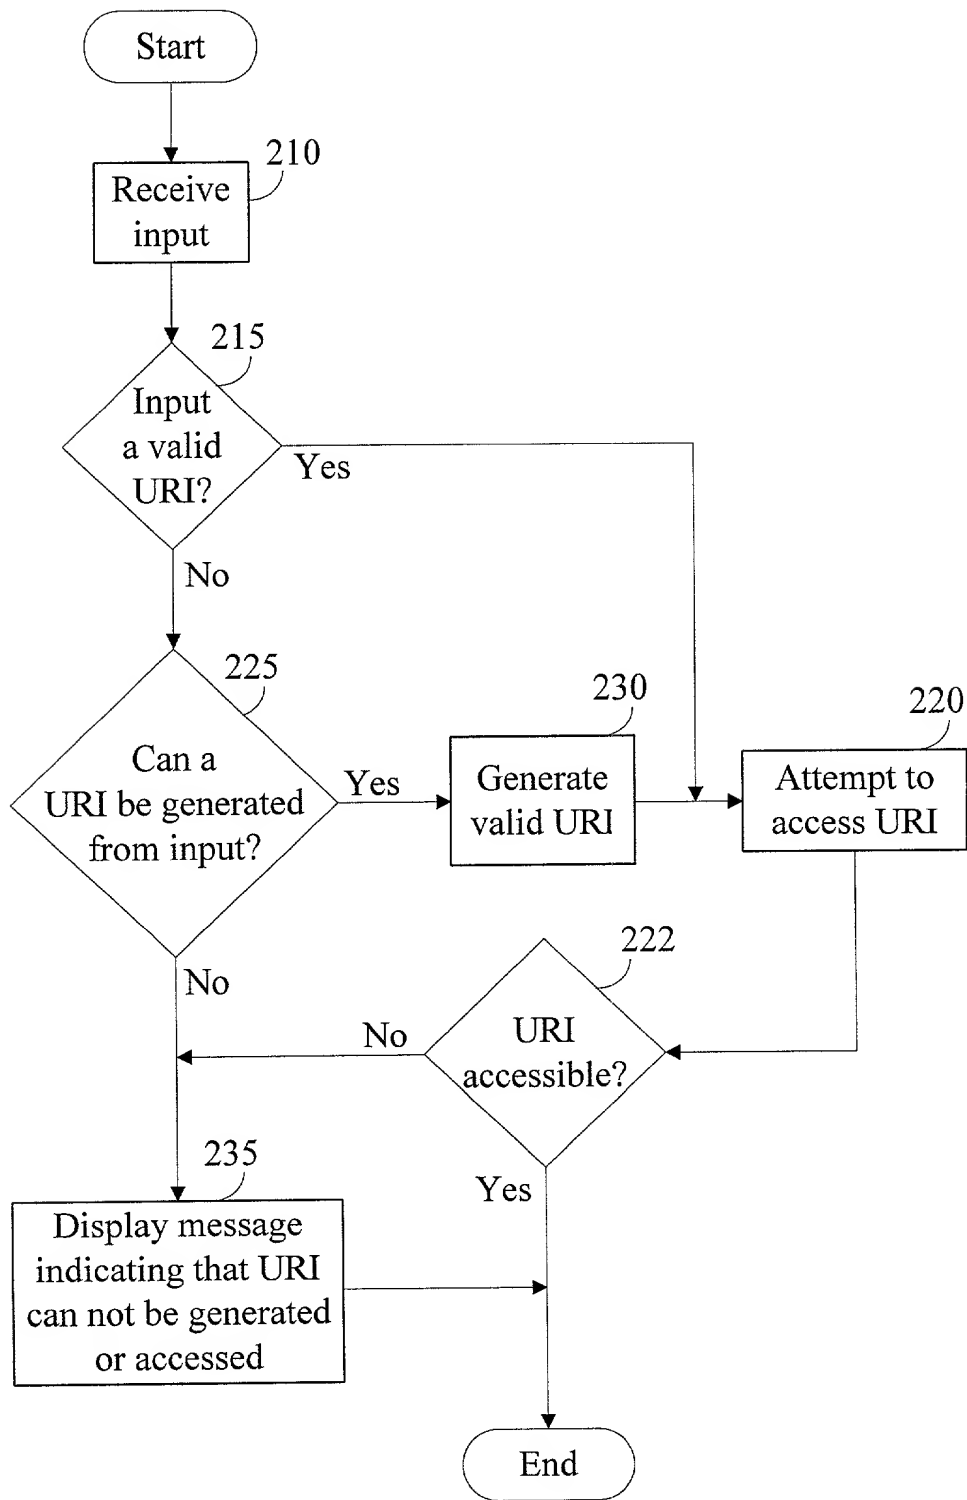 Start
210
Receive
input
215
Input
a valid
URI?
Yes
No
225
Can a
URI be generated
from input?
Yes
230
Generate
valid URI
220
Attempt to
access URI
No
222
URI
accessible?
No
Yes
235
Display message
indicating that URI
can not be generated
or accessed
End